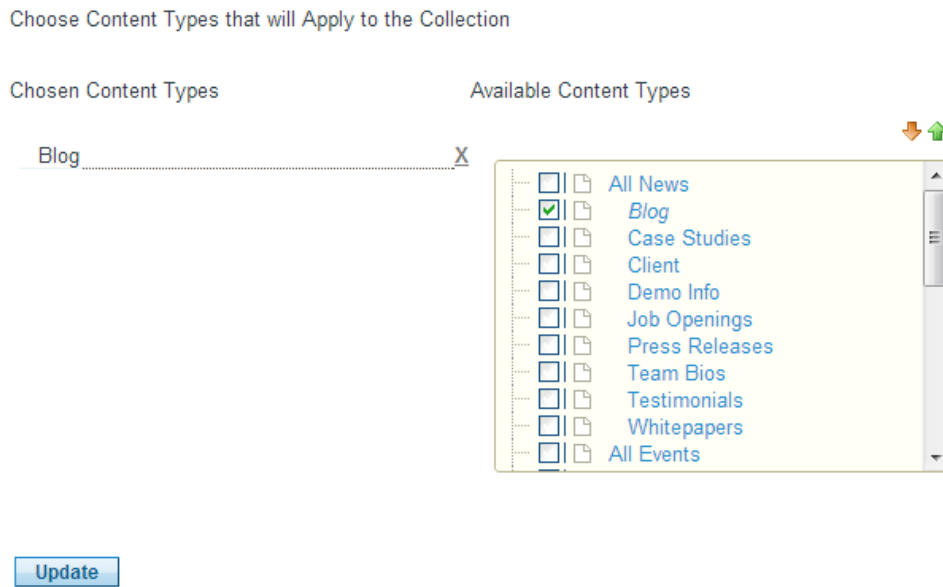 Choose Content Types that will Apply to the Collection
Chosen Content Types
Available Content Types
Blog X
All News
Blog
Case Studies
Client
Demo Info
Job Openings
Press Releases
Team Bios
Testimonials
Whitepapers
All Events
Update